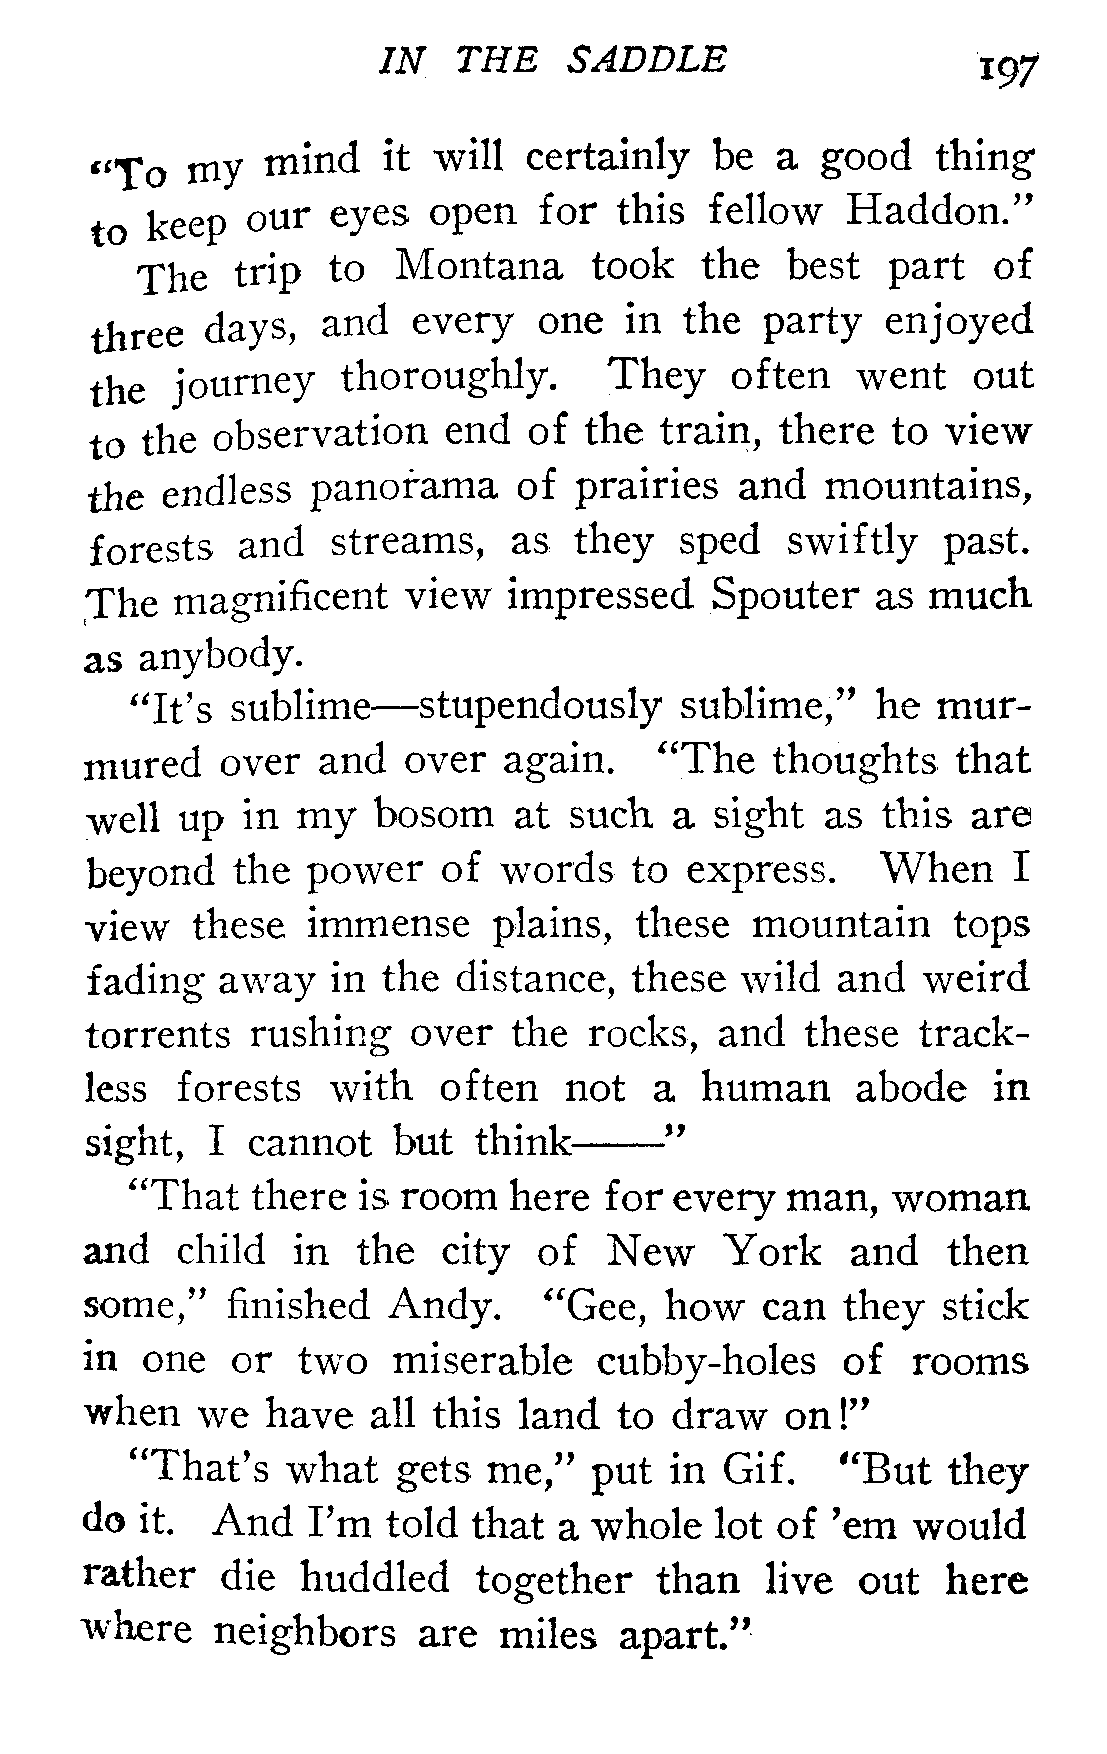 IN THE SADDLE 197
“To my mind it will certainly be a good thing
to keep our eyes open for this fellow Haddon.”
The trip to Montana took the best part of
three days, and every one in the party enjoyed
the journey thoroughly. They often went out
to the observation end of the train, there to view
the endless panorama of prairies and mountains,
forests and streams, as they sped swiftly past.
The magnificent view impressed Spouter as much
as anybody.
“It’s sublime—stupendously sublime,” he mur-
mured over and over again. “The thoughts that
well up in my bosom at such a sight as this are
beyond the power of words to express. When I
view these immense plains, these mountain tops
fading away in the distance, these wild and weird
torrents rushing over the rocks, and these track-
less forests with often not a human abode in
sight, I cannot but think——”
“That there is room here for every man, woman
and child in the city of New York and then
some,” finished Andy. “Gee, how can they stick
in one or two miserable cubby-holes of rooms
when we have all this land to draw on!”
“That’s what gets me,” put in Gif. “But they
do it. And I’m told that a whole lot of ’em would
rather die huddled together than live out here
where neighbors are miles apart.”